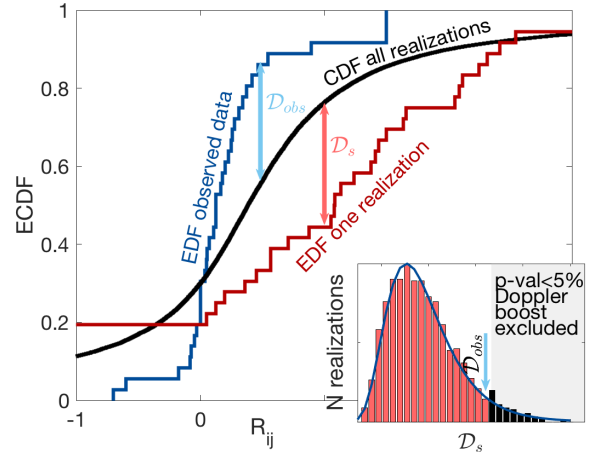 1
0.8
0.6
0.4
0.2
0
ECDF
-1
0
R_ij
EDF observed data
CDF all realizations
EDF one realization
𝒟_obs
𝒟_s
p-val<5%
Doppler
boost
excluded
N realizations
𝒟_obs
𝒟_s